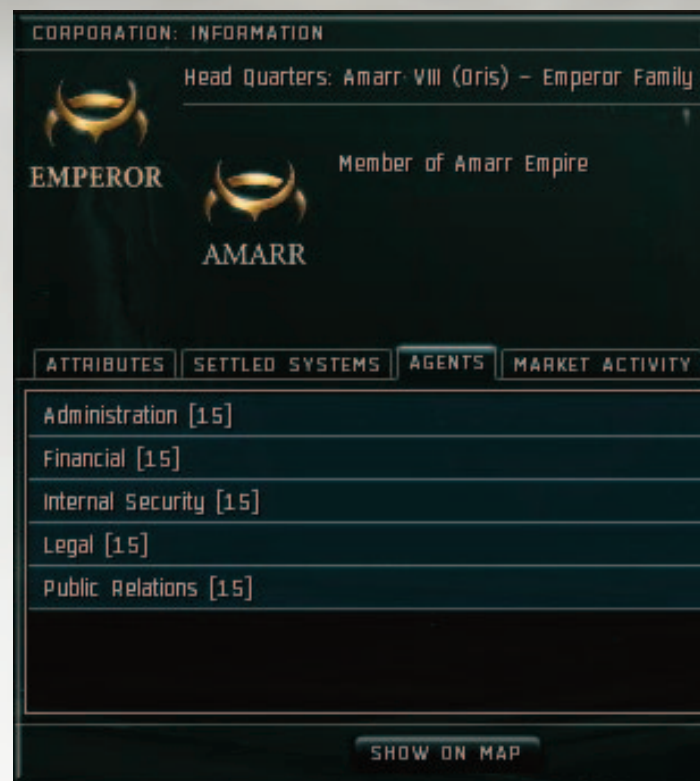 CORPORATION: INFORMATION
Head Quarters: Amarr VIII (Oris) - Emperor Family
EMPEROR
Member of Amarr Empire
AMARR
ATTRIBUTES SETTLED SYSTEMS AGENTS MARKET ACTIVITY
Administration [15]
Financial [15]
Internal Security [15]
Legal [15]
Public Relations [15]
SHOW ON MAP